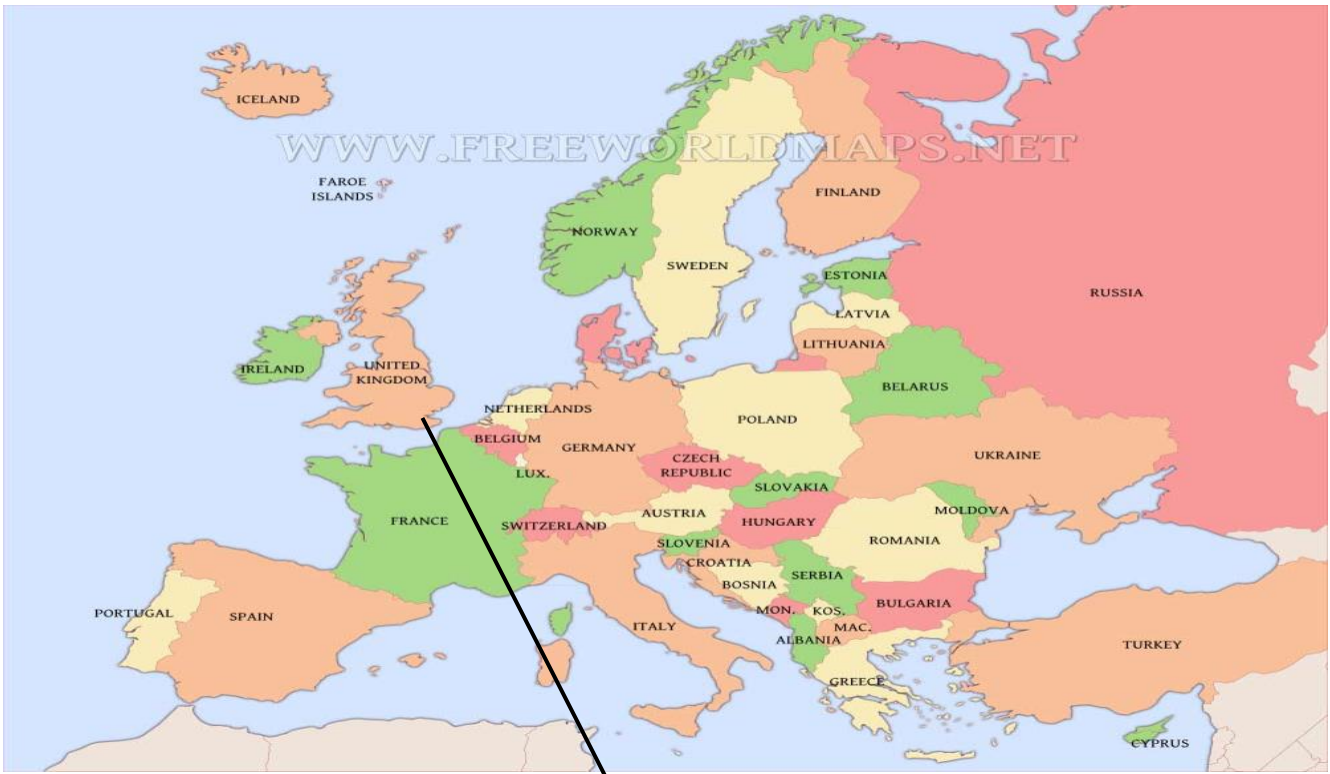 ICELAND
WWW.FREEWORLDMAPS.NET
FAROE
ISLANDS
FINLAND
NORWAY
SWEDEN
ESTONIA
RUSSIA
LATVIA
LITHUANIA
IRELAND
UNITED
KINGDOM
BELARUS
NETHERLANDS
POLAND
BELGIUM
GERMANY
UKRAINE
CZECH
REPUBLIC
LUX.
SLOVAKIA
FRANCE
SWITZERLAND
AUSTRIA
HUNGARY
MOLDOVA
ROMANIA
SLOVENIA
CROATIA
SERBIA
BOSNIA
PORTUGAL
SPAIN
MON.
KOS.
BULGARIA
ITALY
MAC.
ALBANIA
TURKEY
GREECE
CYPRUS